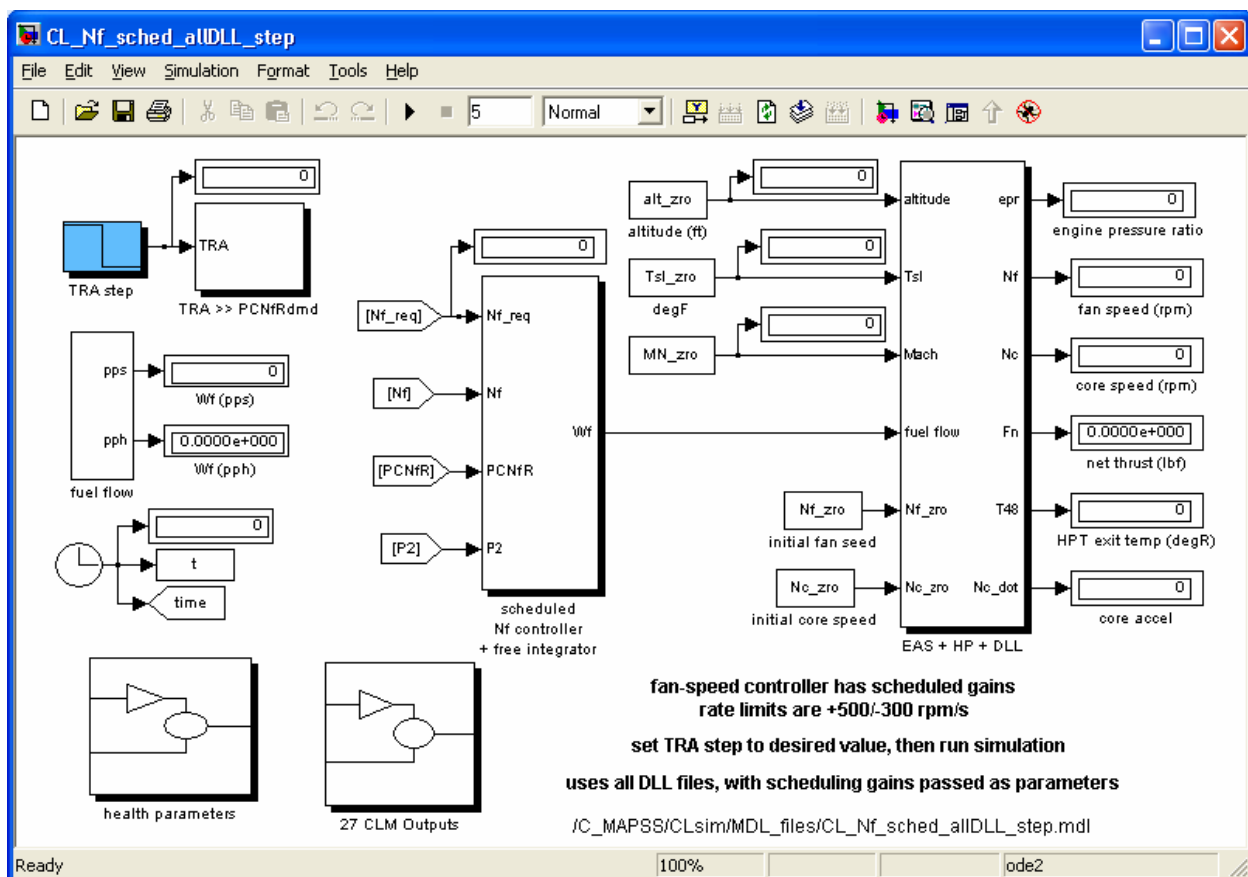 CL_Nf_sched_allDLL_step
File Edit View Simulation Format Tools Help
5 Normal
0
TRA
TRA step
TRA >> PCNfRdmd
pps
0
Wf (pps)
pph
0.0000e+000
Wf (pph)
fuel flow
0
t
time
health parameters
27 CLM Outputs
0
[Nf_req]
Nf_req
[Nf]
Nf
Wf
[PCNfR]
PCNfR
[P2]
P2
scheduled
Nf controller
+ free integrator
0
alt_zro
altitude (ft)
0
Tsl_zro
degF
0
MN_zro
Nf_zro
initial fan seed
Nc_zro
initial core speed
altitude
epr
Tsl
Nf
Mach
Nc
fuel flow
Fn
Nf_zro
T48
Nc_zro
Nc_dot
EAS + HP + DLL
0
engine pressure ratio
0
fan speed (rpm)
0
core speed (rpm)
0.0000e+000
net thrust (lbf)
0
HPT exit temp (degR)
0
core accel
fan-speed controller has scheduled gains
rate limits are +500/-300 rpm/s
set TRA step to desired value, then run simulation
uses all DLL files, with scheduling gains passed as parameters
/C_MAPSS/CLsim/MDL_files/CL_Nf_sched_allDLL_step.mdl
Ready 100% ode2